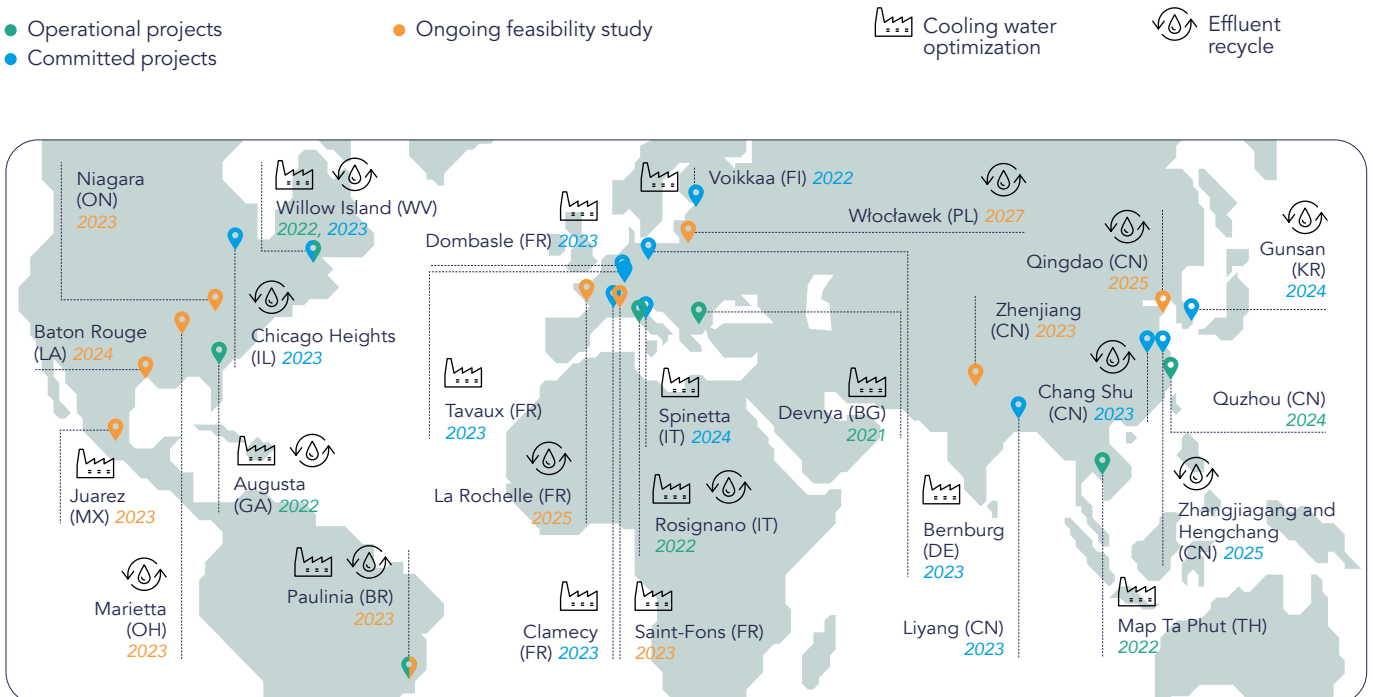 Operational projects
Committed projects
Ongoing feasibility study
Cooling water
optimization
Effluent
recycle
Niagara
(ON)
2023
Willow Island (WV)
2022, 2023
Dombasle (FR) 2023
Voikkaa (FI) 2022
Włocławek (PL) 2027
Qingdao (CN)
2025
Gunsan
(KR)
2024
Baton Rouge
(LA) 2024
Chicago Heights
(IL) 2023
Zhenjiang
(CN) 2023
Tavaux (FR)
2023
Spinetta
(IT) 2024
Devnya (BG)
2021
Chang Shu
(CN) 2023
Quzhou (CN)
2024
Juarez
(MX) 2023
Augusta
(GA) 2022
La Rochelle (FR)
2025
Rosignano (IT)
2022
Bernburg
(DE)
2023
Zhangjiagang and
Hengchang
(CN) 2025
Marietta
(OH)
2023
Paulinia (BR)
2023
Clamecy
(FR) 2023
Saint-Fons (FR)
2023
Liyang (CN)
2023
Map Ta Phut (TH)
2022